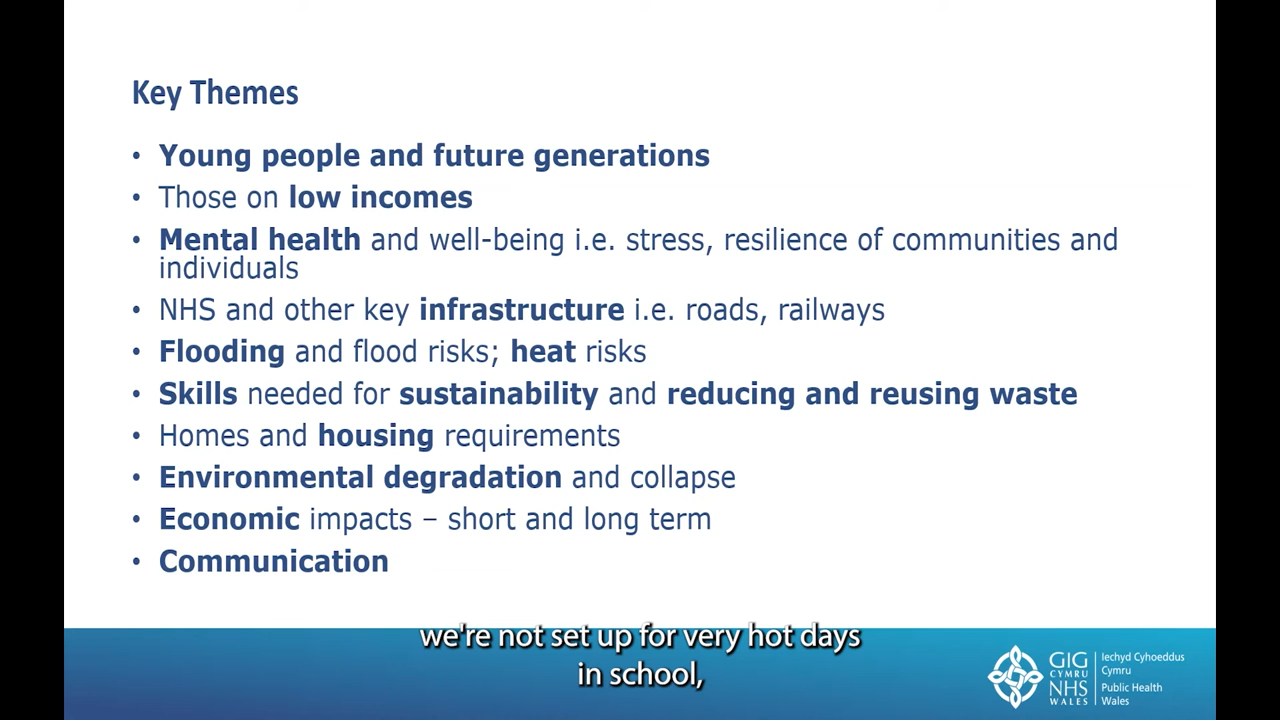 Key Themes
• Young people and future generations
• Those on low incomes
• Mental health and well-being i.e. stress, resilience of communities and
individuals
• NHS and other key infrastructure i.e. roads, railways
• Flooding and flood risks; heat risks
• Skills needed for sustainability and reducing and reusing waste
• Homes and housing requirements
• Environmental degradation and collapse
• Economic impacts – short and long term
• Communication
we're not set up for very hot days
in school,
GIG
CYMRU
NHS
WALES
Iechyd Cyhoeddus
Cymru
Public Health
Wales